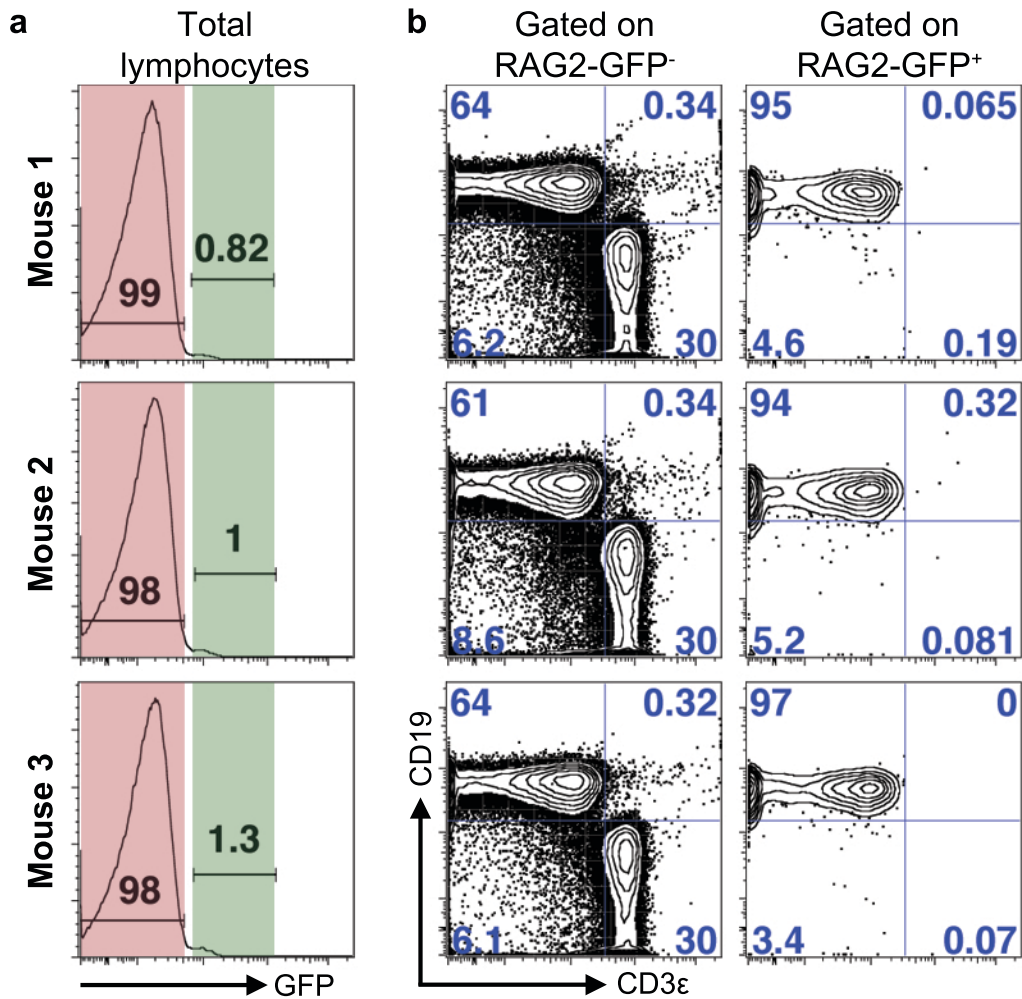 a
Total
lymphocytes
b
Gated on
RAG2-GFP-
Gated on
RAG2-GFP+
Mouse 1
99
0.82
64
0.34
6.2
30
95
0.065
4.6
0.19
Mouse 2
98
1
61
0.34
8.6
30
94
0.32
5.2
0.081
Mouse 3
98
1.3
64
0.32
6.1
30
97
0
3.4
0.07
GFP
CD19
CD3ε